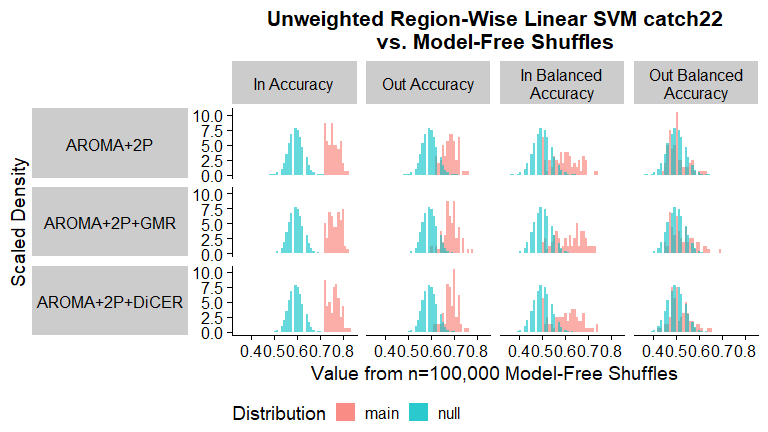 Unweighted Region-Wise Linear SVM catch22
vs. Model-Free Shuffles
In Accuracy
Out Accuracy
In Balanced
Accuracy
Out Balanced
Accuracy
Scaled Density
AROMA+2P
10.0
7.5
5.0
2.5
0.0
AROMA+2P+GMR
10.0
7.5
5.0
2.5
0.0
AROMA+2P+DiCER
10.0
7.5
5.0
2.5
0.0
0.40.50.60.70.8 0.40.50.60.70.8 0.40.50.60.70.8 0.40.50.60.70.8
Value from n=100,000 Model-Free Shuffles
Distribution main null